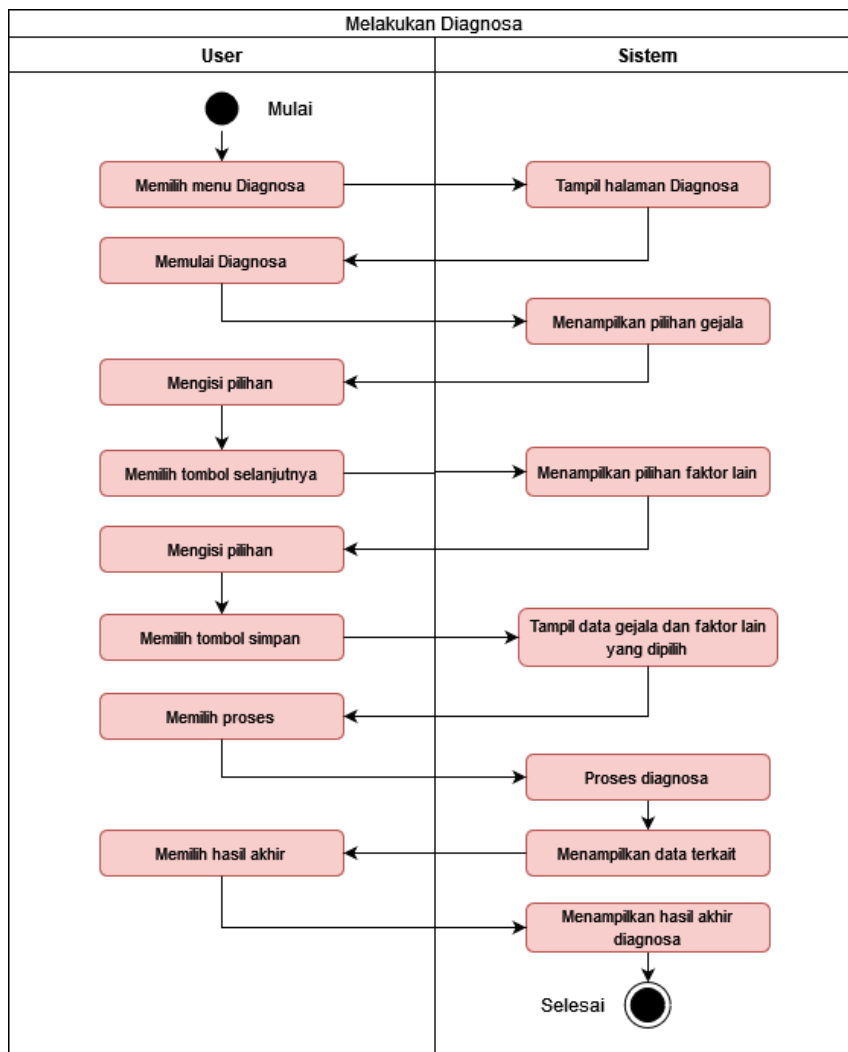 Melakukan Diagnosa
User
Sistem
Mulai
Memilih menu Diagnosa
Tampil halaman Diagnosa
Memulai Diagnosa
Menampilkan pilihan gejala
Mengisi pilihan
Memilih tombol selanjutnya
Menampilkan pilihan faktor lain
Mengisi pilihan
Memilih tombol simpan
Tampil data gejala dan faktor lain
yang dipilih
Memilih proses
Proses diagnosa
Memilih hasil akhir
Menampilkan data terkait
Menampilkan hasil akhir
diagnosa
Selesai